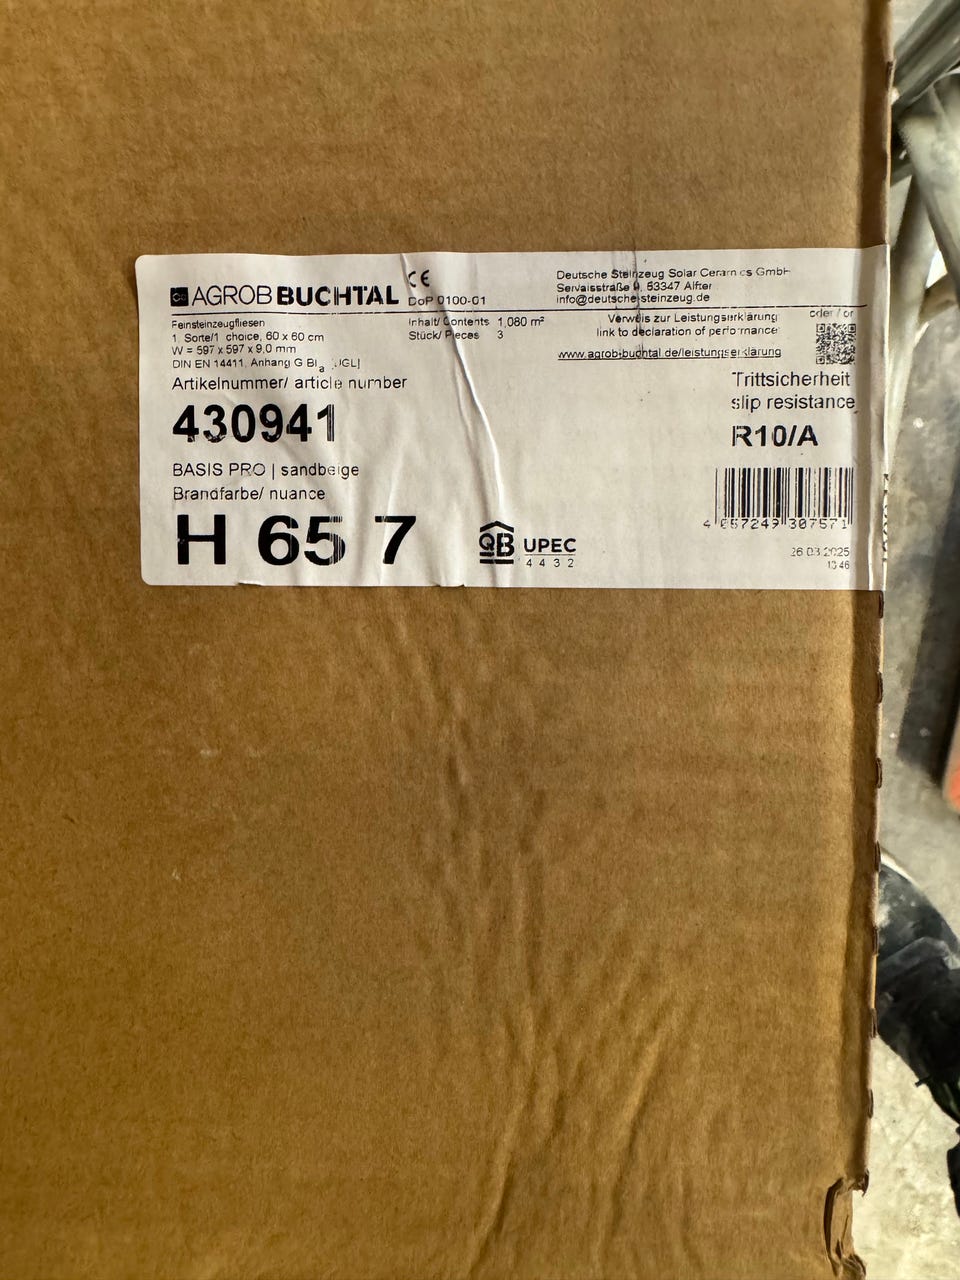 AGROB BUCHTAL CE
DoP 0100-01
Deutsche Steinzeug Solar Ceramics GmbH
Servaisstraße 9, 53347 Alfter
info@deutsche-steinzeug.de
Feinsteinzeugfliesen
1. Sorte/1 choice, 60 x 60 cm
W = 597 x 597 x 9,0 mm
DIN EN 14411, Anhang G BIa UGL
Inhalt/ Contents 1,080 m²
Stück/ Pieces 3
Verweis zur Leistungserklärung
link to declaration of performance
oder / or
www.agrob-buchtal.de/leistungserklärung
Artikelnummer/ article number
430941
Trittsicherheit
slip resistance
R10/A
BASIS PRO | sandbeige
Brandfarbe/ nuance
H 65 7
QB UPEC
4 4 3 2
4 057249 307571
26.03.2025